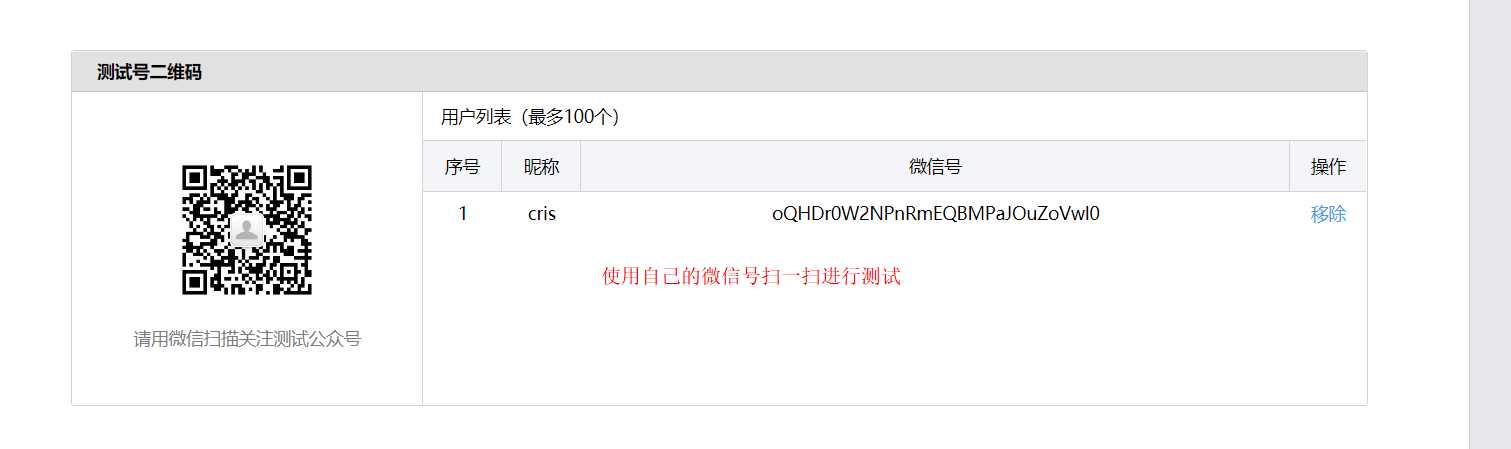 测试号二维码
用户列表（最多100个）
序号 昵称 微信号 操作
1 cris oQHDr0W2NPnRmEQBMPaJOuZoVwI0 移除
使用自己的微信号扫一扫进行测试
请用微信扫描关注测试公众号